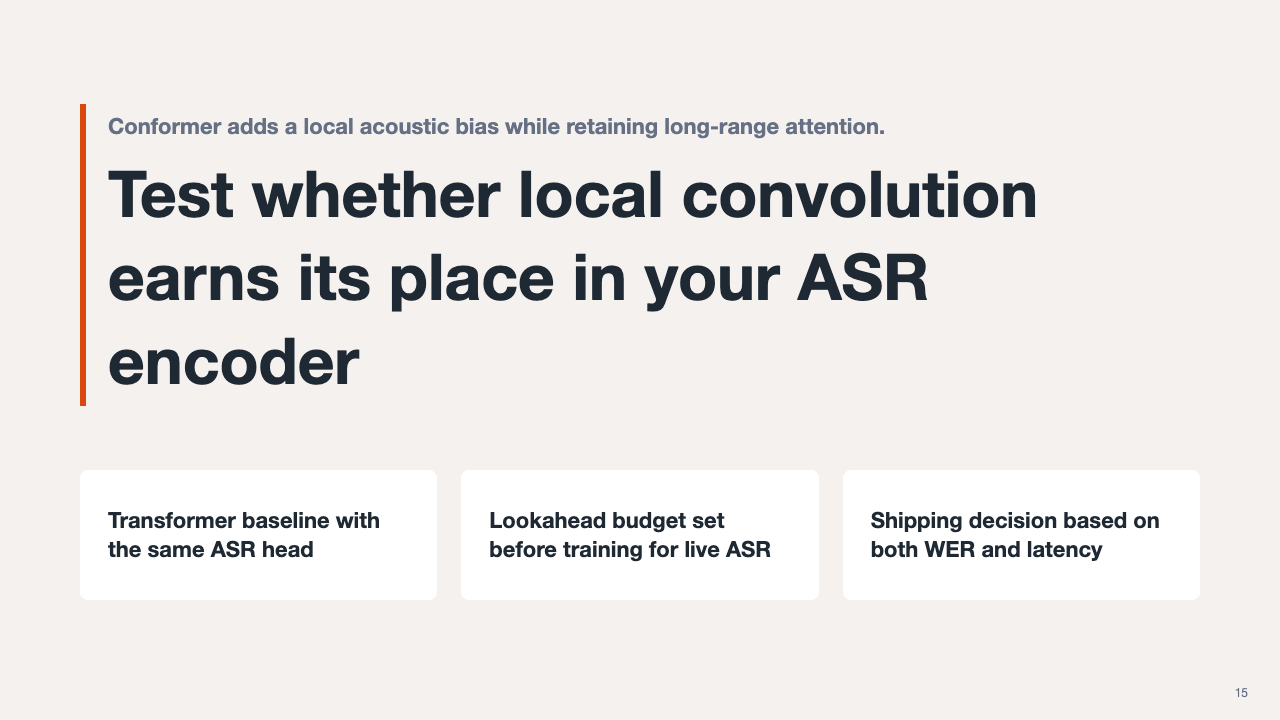 Conformer adds a local acoustic bias while retaining long-range attention.
Test whether local convolution
earns its place in your ASR
encoder
Transformer baseline with
the same ASR head
Lookahead budget set
before training for live ASR
Shipping decision based on
both WER and latency
15